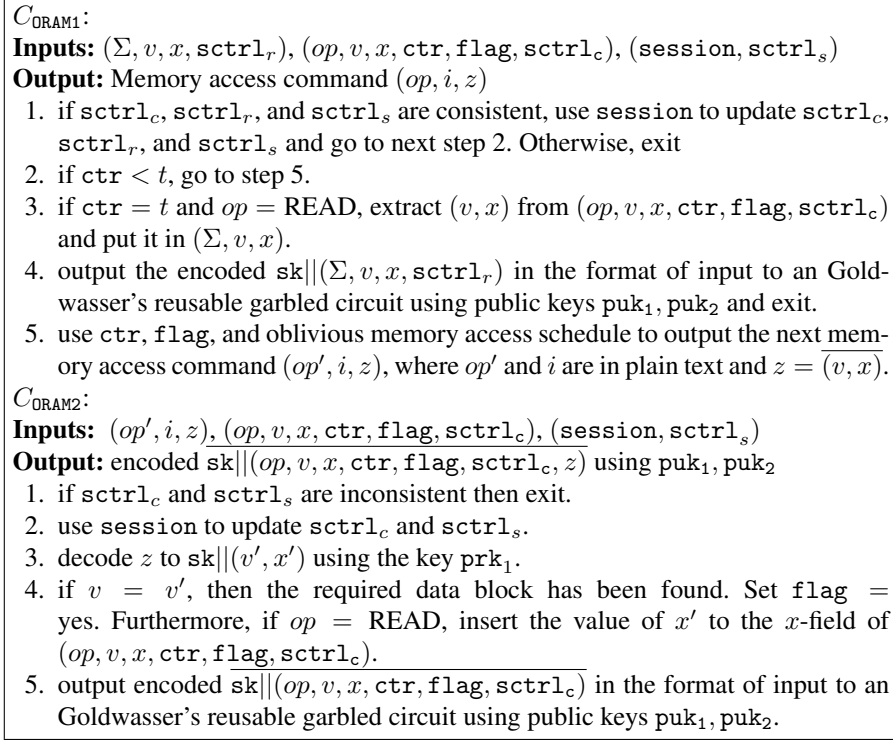 C_ORAM1:
Inputs: (Σ, v, x, sctrl_r), (op, v, x, ctr, flag, sctrl_c), (session, sctrl_s)
Output: Memory access command (op, i, z)
1. if sctrl_c, sctrl_r, and sctrl_s are consistent, use session to update sctrl_c,
sctrl_r, and sctrl_s and go to next step 2. Otherwise, exit
2. if ctr < t, go to step 5.
3. if ctr = t and op = READ, extract (v, x) from (op, v, x, ctr, flag, sctrl_c)
and put it in (Σ, v, x).
4. output the encoded sk||(Σ, v, x, sctrl_r) in the format of input to an Gold-
wasser's reusable garbled circuit using public keys puk_1, puk_2 and exit.
5. use ctr, flag, and oblivious memory access schedule to output the next mem-
ory access command (op′, i, z), where op′ and i are in plain text and z = \overline{(v, x)}.
C_ORAM2:
Inputs: (op′, i, z), (op, v, x, ctr, flag, sctrl_c), (session, sctrl_s)
Output: encoded \overline{sk||(op, v, x, ctr, flag, sctrl_c, z)} using puk_1, puk_2
1. if sctrl_c and sctrl_s are inconsistent then exit.
2. use session to update sctrl_c and sctrl_s.
3. decode z to sk||(v′, x′) using the key prk_1.
4. if v = v′, then the required data block has been found. Set flag =
yes. Furthermore, if op = READ, insert the value of x′ to the x-field of
(op, v, x, ctr, flag, sctrl_c).
5. output encoded \overline{sk||(op, v, x, ctr, flag, sctrl_c)} in the format of input to an
Goldwasser's reusable garbled circuit using public keys puk_1, puk_2.